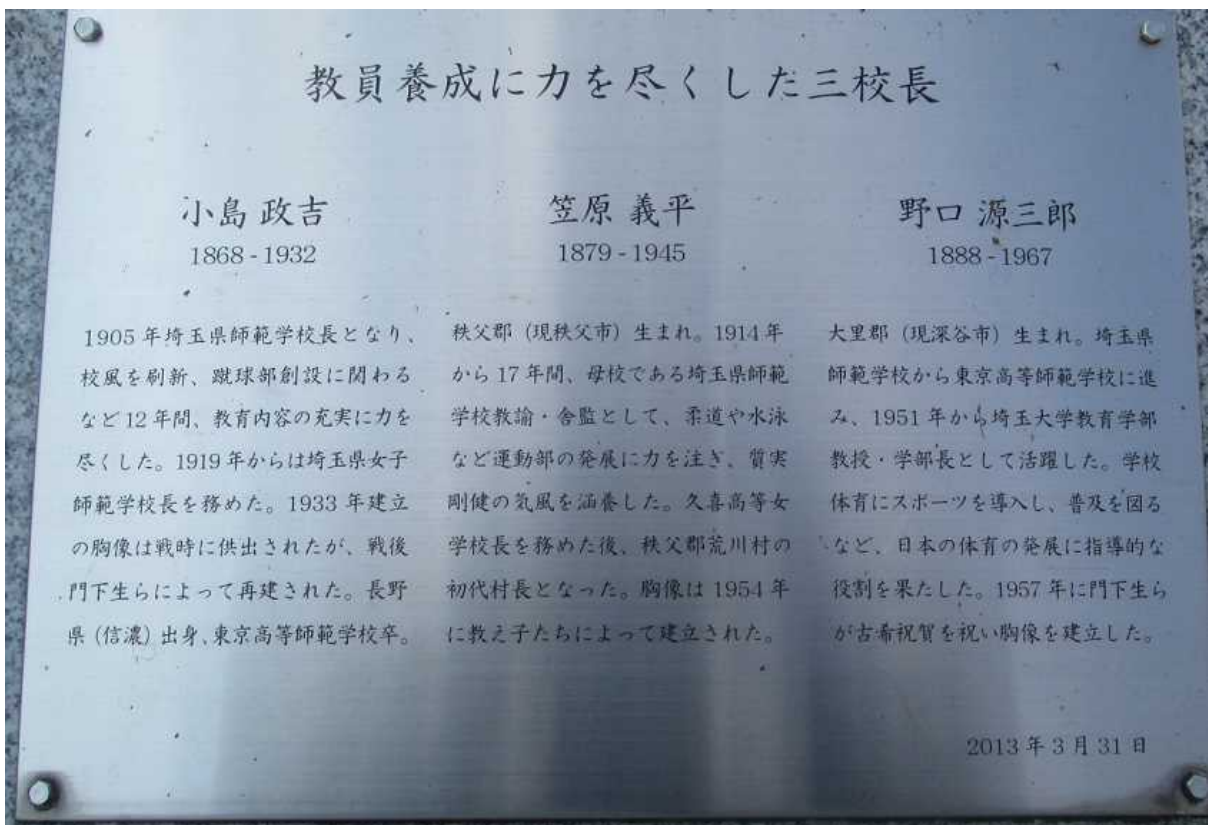 教員養成に力を尽くした三校長
小島 政吉
1868 - 1932
1905年埼玉県師範学校長となり、
校風を刷新、蹴球部創設に関わる
など12年間、教育内容の充実に力を
尽くした。1919年からは埼玉県女子
師範学校長を務めた。1933年建立
の胸像は戦時に供出されたが、戦後
門下生らによって再建された。長野
県(信濃)出身、東京高等師範学校卒。
笠原 義平
1879 - 1945
秩父郡(現秩父市)生まれ。1914年
から17年間、母校である埼玉県師範
学校教諭・舎監として、柔道や水泳
など運動部の発展に力を注ぎ、質実
剛健の気風を涵養した。久喜高等女
学校長を務めた後、秩父郡荒川村の
初代村長となった。胸像は1954年
に教え子たちによって建立された。
野口 源三郎
1888 - 1967
大里郡(現深谷市)生まれ。埼玉県
師範学校から東京高等師範学校に進
み、1951年から埼玉大学教育学部
教授・学部長として活躍した。学校
体育にスポーツを導入し、普及を図る
など、日本の体育の発展に指導的な
役割を果たした。1957年に門下生ら
が古希祝賀を祝い胸像を建立した。
2013年3月31日